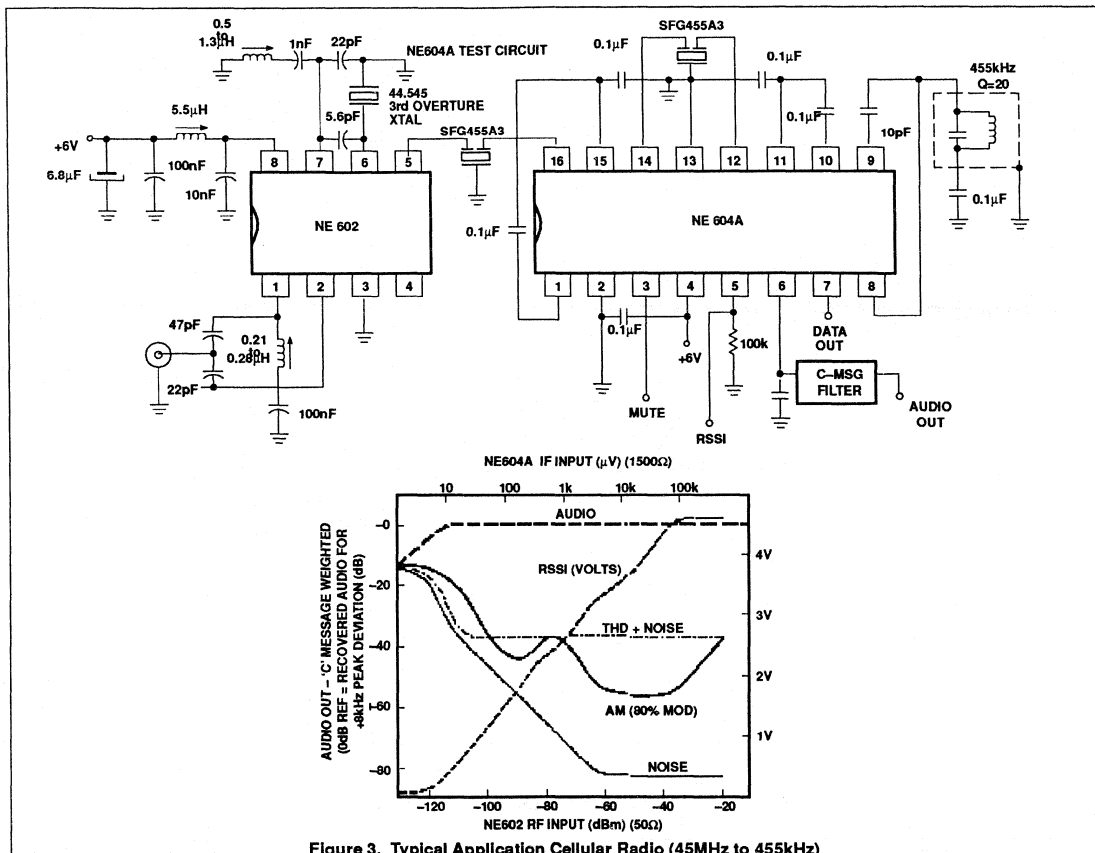 0.5
to
1.3µH
1nF
22pF
NE604A TEST CIRCUIT
44.545
3rd OVERTURE
XTAL
5.6pF
5.5µH
+6V
6.8µF
100nF
10nF
8
7
6
5
NE 602
1
2
3
4
47pF
0.21
to
0.28µH
22pF
100nF
SFG455A3
SFG455A3
0.1µF
0.1µF
0.1µF
0.1µF
10pF
455kHz
Q=20
0.1µF
16
15
14
13
12
11
10
9
NE 604A
1
2
3
4
5
6
7
8
0.1µF
+6V
100k
MUTE
RSSI
DATA
OUT
C–MSG
FILTER
AUDIO
OUT
NE604A IF INPUT (µV) (1500Ω)
10
100
1k
10k
100k
AUDIO OUT – 'C' MESSAGE WEIGHTED
(0dB REF = RECOVERED AUDIO FOR
+8kHz PEAK DEVIATION (dB)
–0
–20
–40
–60
–80
AUDIO
RSSI (VOLTS)
THD + NOISE
AM (80% MOD)
NOISE
4V
3V
2V
1V
–120
–100
–80
–60
–40
–20
NE602 RF INPUT (dBm) (50Ω)
Figure 3. Typical Application Cellular Radio (45MHz to 455kHz)